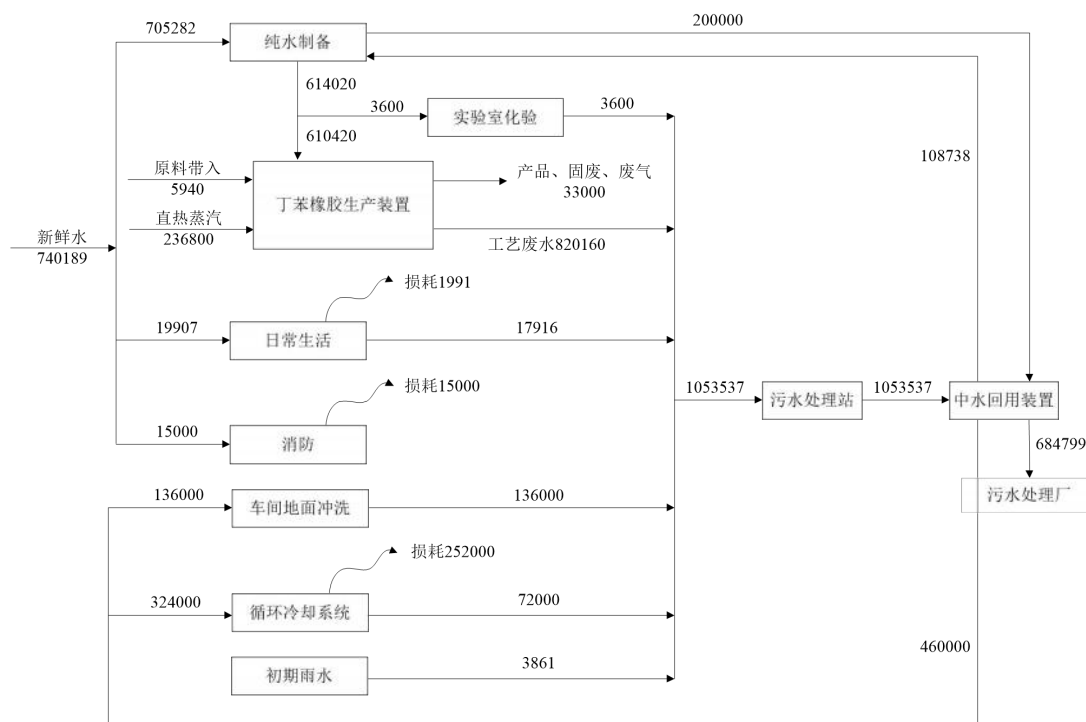 705282
纯水制备
200000
614020
3600
实验室化验
3600
610420
108738
原料带入
5940
丁苯橡胶生产装置
产品、固废、废气
33000
直热蒸汽
236800
工艺废水820160
新鲜水
740189
损耗1991
19907
日常生活
17916
损耗15000
1053537
污水处理站
1053537
中水回用装置
15000
消防
684799
污水处理厂
136000
车间地面冲洗
136000
损耗252000
324000
循环冷却系统
72000
460000
初期雨水
3861